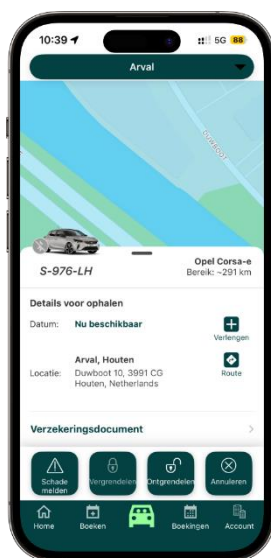 10:39 5G 88
Arval
Duwboot
S-976-LH
Opel Corsa-e
Bereik: ~291 km
Details voor ophalen
Datum: Nu beschikbaar
Verlengen
Arval, Houten
Locatie: Duwboot 10, 3991 CG
Houten, Netherlands
Route
Verzekeringsdocument
Schade melden Vergrendelen Ontgrendelen Annuleren
Home Boeken Boekingen Account